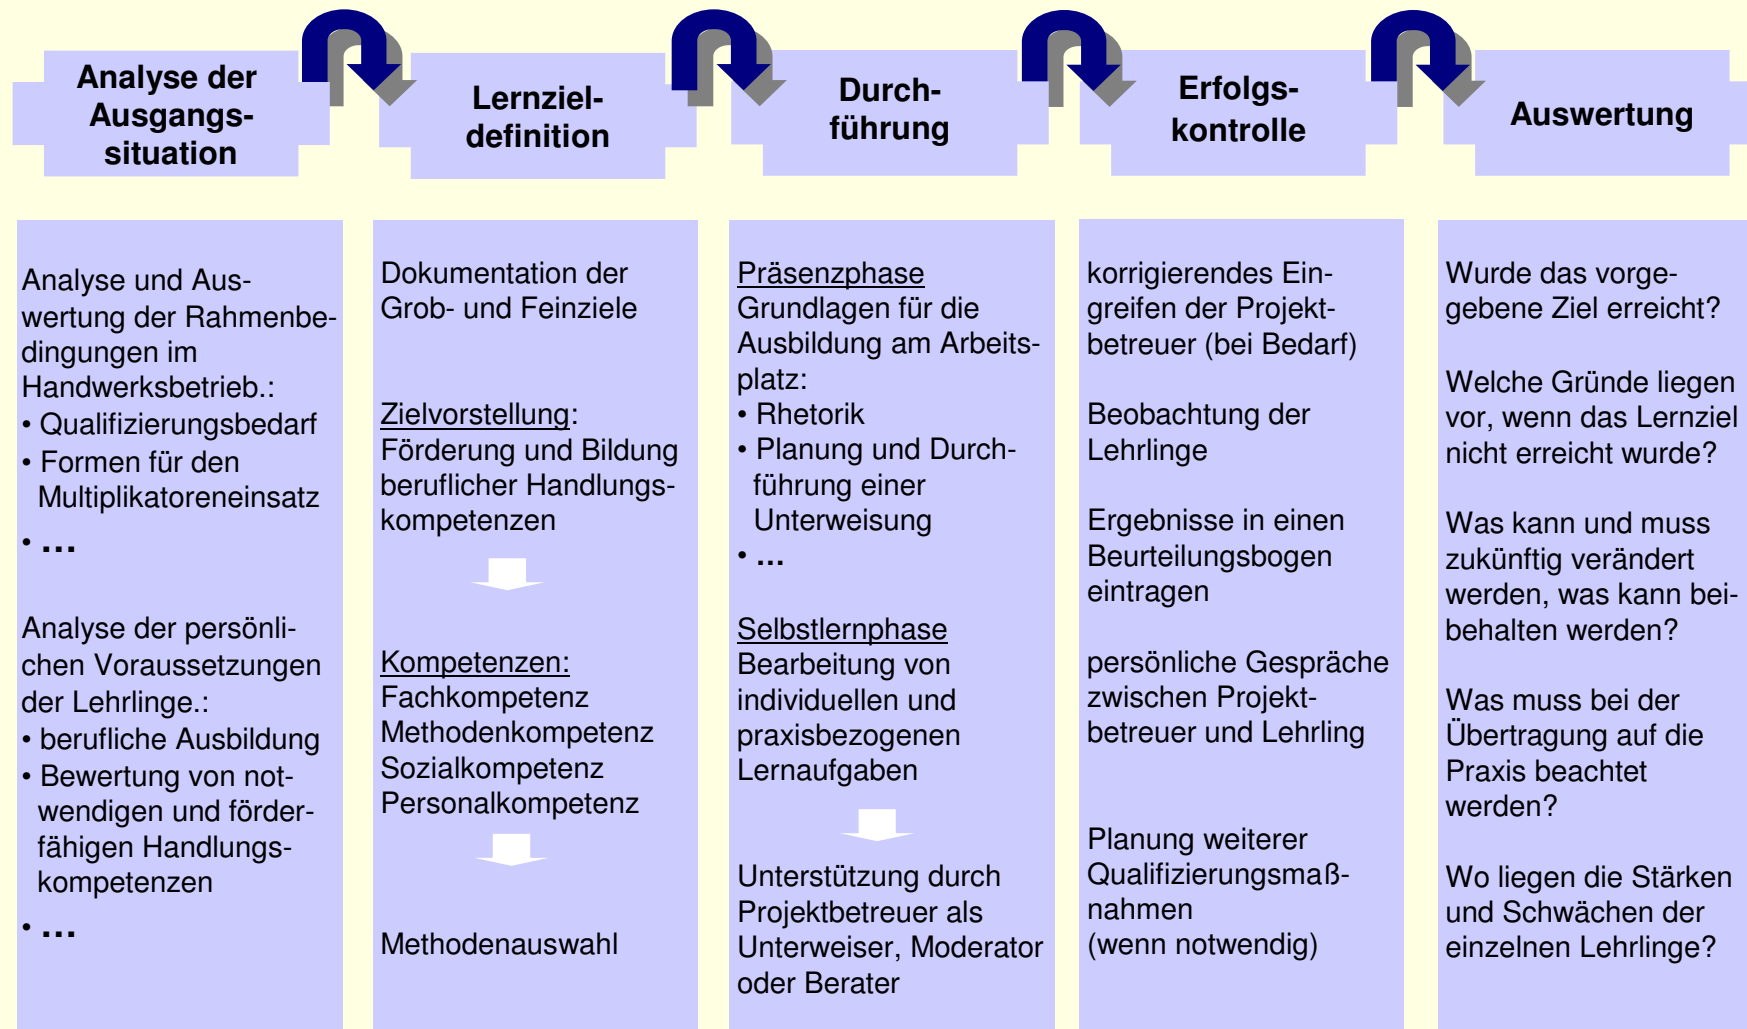 Analyse der
Ausgangs-
situation
Lernziel-
definition
Durch-
führung
Erfolgs-
kontrolle
Auswertung
Analyse und Aus-
wertung der Rahmenbe-
dingungen im
Handwerksbetrieb.:
• Qualifizierungsbedarf
• Formen für den
Multiplikatoreneinsatz
• ...
Analyse der persönli-
chen Voraussetzungen
der Lehrlinge.:
• berufliche Ausbildung
• Bewertung von not-
wendigen und förder-
fähigen Handlungs-
kompetenzen
• ...
Dokumentation der
Grob- und Feinziele
Zielvorstellung:
Förderung und Bildung
beruflicher Handlungs-
kompetenzen
Kompetenzen:
Fachkompetenz
Methodenkompetenz
Sozialkompetenz
Personalkompetenz
Methodenauswahl
Präsenzphase
Grundlagen für die
Ausbildung am Arbeits-
platz:
• Rhetorik
• Planung und Durch-
führung einer
Unterweisung
• ...
Selbstlernphase
Bearbeitung von
individuellen und
praxisbezogenen
Lernaufgaben
Unterstützung durch
Projektbetreuer als
Unterweiser, Moderator
oder Berater
korrigierendes Ein-
greifen der Projekt-
betreuer (bei Bedarf)
Beobachtung der
Lehrlinge
Ergebnisse in einen
Beurteilungsbogen
eintragen
persönliche Gespräche
zwischen Projekt-
betreuer und Lehrling
Planung weiterer
Qualifizierungsmaß-
nahmen
(wenn notwendig)
Wurde das vorge-
gebene Ziel erreicht?
Welche Gründe liegen
vor, wenn das Lernziel
nicht erreicht wurde?
Was kann und muss
zukünftig verändert
werden, was kann bei-
behalten werden?
Was muss bei der
Übertragung auf die
Praxis beachtet
werden?
Wo liegen die Stärken
und Schwächen der
einzelnen Lehrlinge?